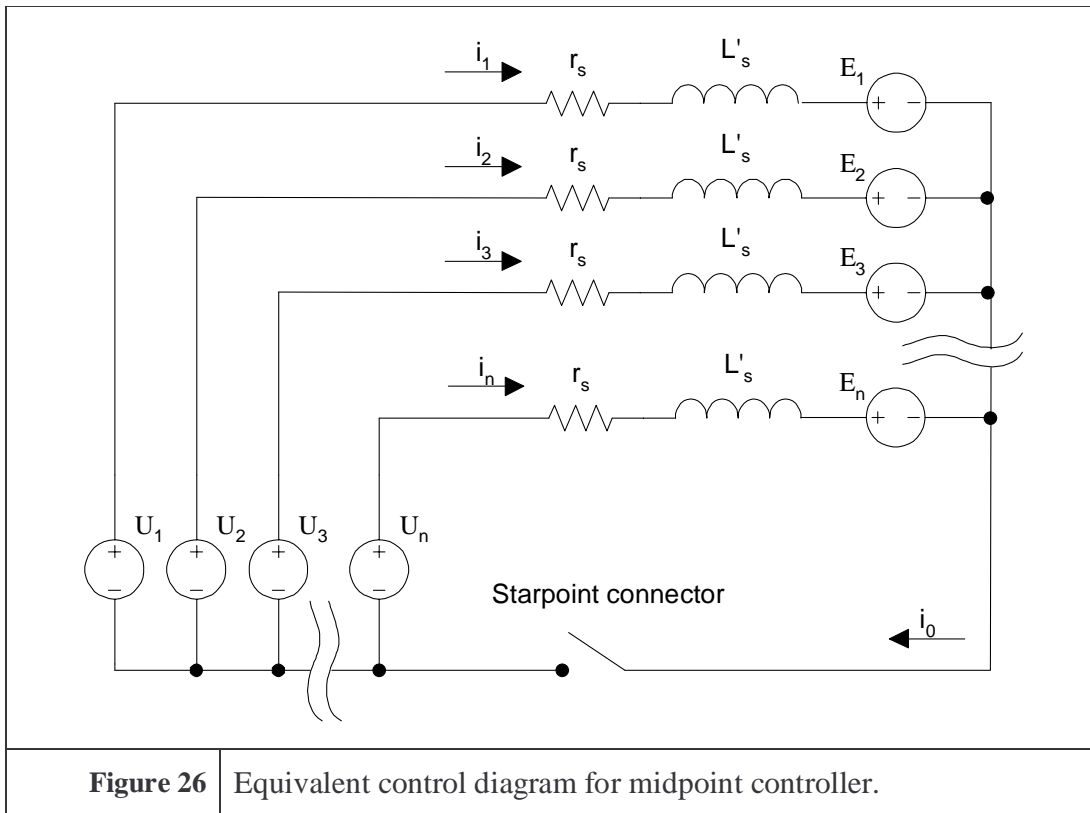 i₁ rₛ L'ₛ E₁
+ −
i₂ rₛ L'ₛ E₂
+ −
i₃ rₛ L'ₛ E₃
+ −
iₙ rₛ L'ₛ Eₙ
+ −
U₁ U₂ U₃ Uₙ
+ + + +
− − − −
Starpoint connector
i₀
Figure 26 Equivalent control diagram for midpoint controller.